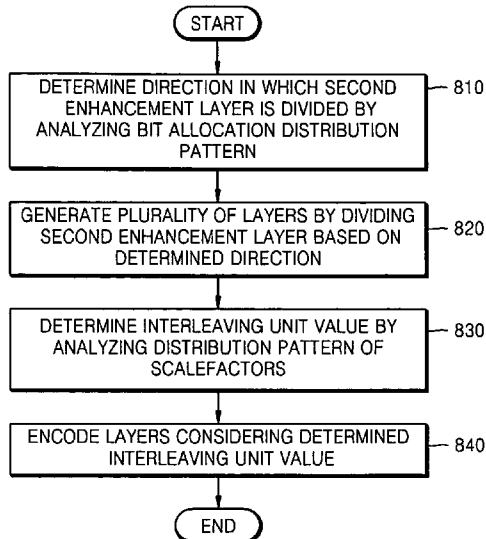 START
DETERMINE DIRECTION IN WHICH SECOND
ENHANCEMENT LAYER IS DIVIDED BY
ANALYZING BIT ALLOCATION DISTRIBUTION
PATTERN
810
GENERATE PLURALITY OF LAYERS BY DIVIDING
SECOND ENHANCEMENT LAYER BASED ON
DETERMINED DIRECTION
820
DETERMINE INTERLEAVING UNIT VALUE BY
ANALYZING DISTRIBUTION PATTERN OF
SCALEFACTORS
830
ENCODE LAYERS CONSIDERING DETERMINED
INTERLEAVING UNIT VALUE
840
END